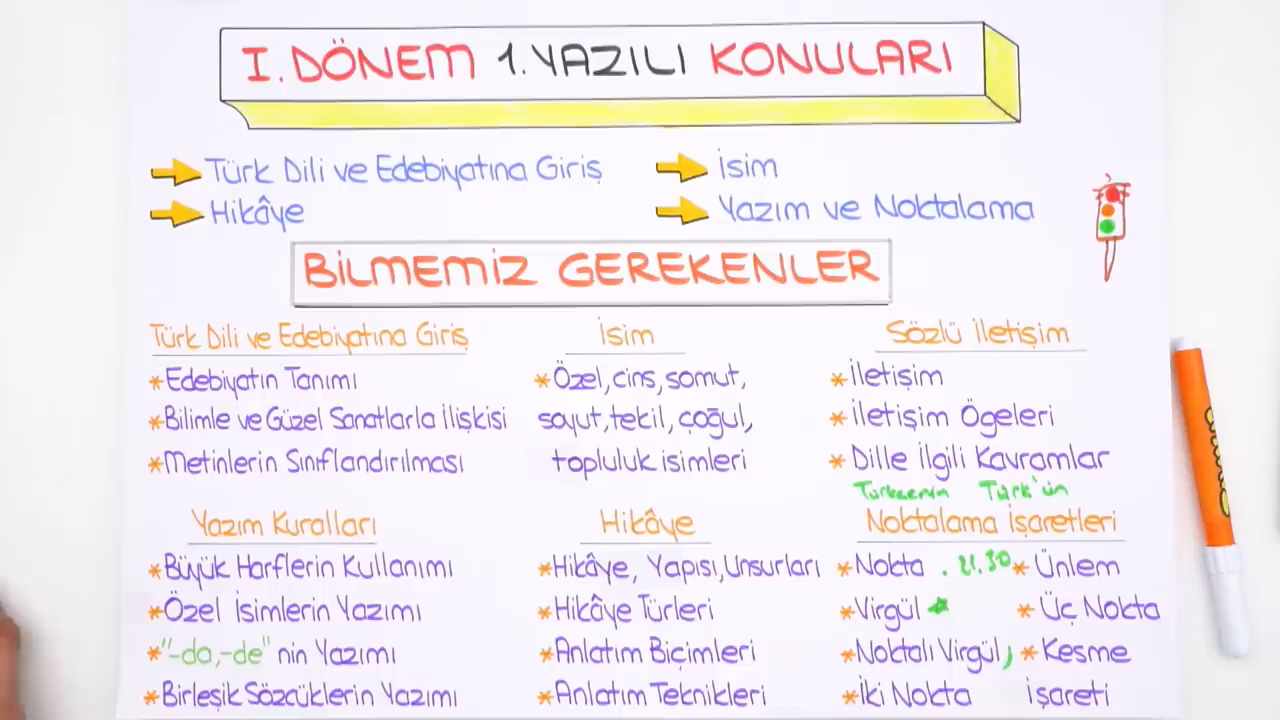 I. DÖNEM 1. YAZILI KONULARI
Türk Dili ve Edebiyatına Giriş
Hikâye
İsim
Yazım ve Noktalama
BİLMEMİZ GEREKENLER
Türk Dili ve Edebiyatına Giriş
*Edebiyatın Tanımı
*Bilimle ve Güzel Sanatlarla İlişkisi
*Metinlerin Sınıflandırılması
İsim
*Özel, cins, somut,
soyut, tekil, çoğul,
topluluk isimleri
Sözlü İletişim
*İletişim
*İletişim Ögeleri
*Dille İlgili Kavramlar
Türkçenin Türk'ün
Yazım Kuralları
*Büyük Harflerin Kullanımı
*Özel İsimlerin Yazımı
*"-da,-de" nin Yazımı
*Birleşik Sözcüklerin Yazımı
Hikâye
*Hikâye, Yapısı, Unsurları
*Hikâye Türleri
*Anlatım Biçimleri
*Anlatım Teknikleri
Noktalama İşaretleri
*Nokta . 21.30
*Virgül
*Noktalı Virgül ;
*İki Nokta
*Ünlem
*Üç Nokta
*Kesme
İşareti